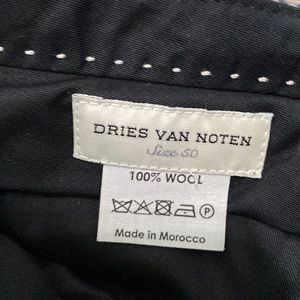 DRIES VAN NOTEN
Size 50
100% WOOL
P
Made in Morocco